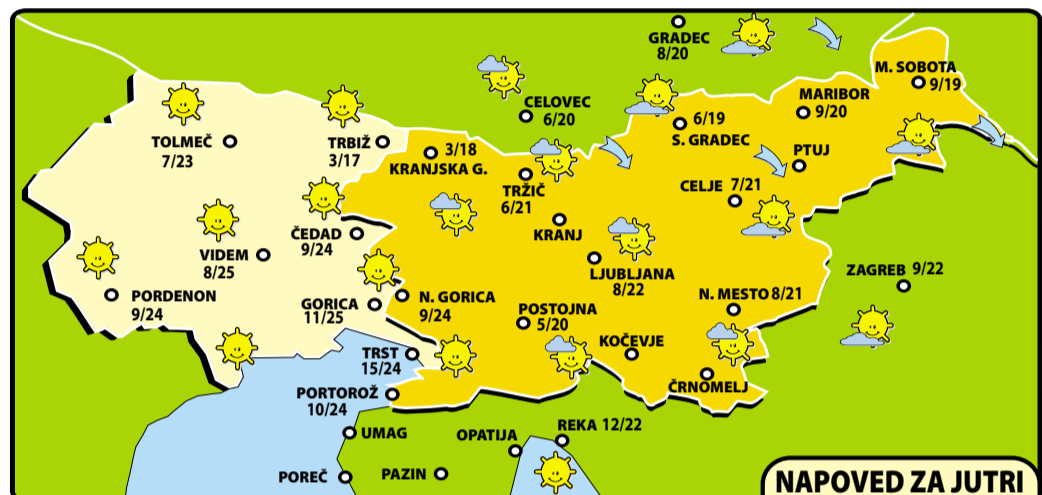 GRADEC
8/20
M. SOBOTA
9/19
CELOVEC
6/20
MARIBOR
9/20
6/19
S. GRADEC
TOLMEČ
7/23
TRBIŽ
3/17
3/18
KRANJSKA G.
PTUJ
TRŽIČ
6/21
CELJE 7/21
KRANJ
ČEDAD
9/24
VIDEM
8/25
LJUBLJANA
8/22
ZAGREB 9/22
PORDENON
9/24
GORICA
11/25
N. GORICA
9/24
N. MESTO 8/21
POSTOJNA
5/20
KOČEVJE
TRST
15/24
ČRNOMELJ
PORTOROŽ
10/24
UMAG
OPATIJA
REKA 12/22
POREČ
PAZIN
NAPOVED ZA JUTRI